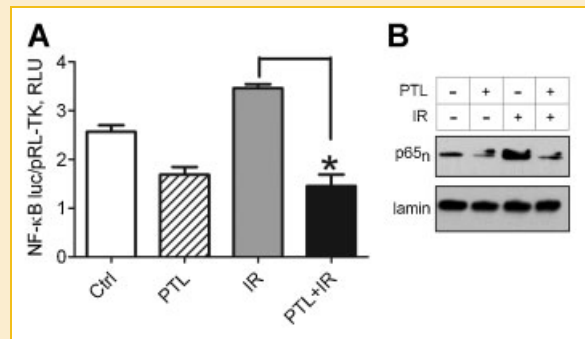 A
NF-κB luc/pRL-TK, RLU
4
3
2
1
0
*
Ctrl
PTL
IR
PTL+IR
B
PTL - + - +
IR - - + +
p65n
lamin